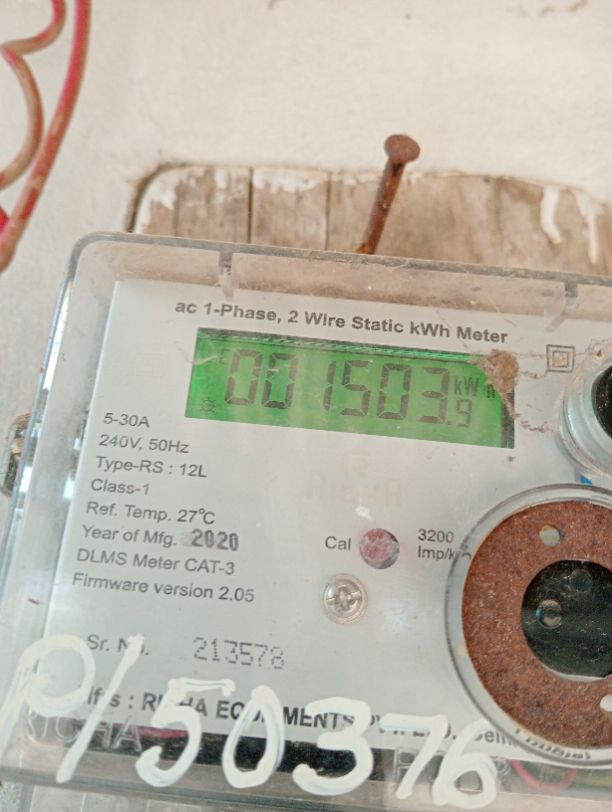 ac 1-Phase, 2 Wire Static kWh Meter
001503.9 kWh
5-30A
240V, 50Hz
Type-RS : 12L
Class-1
Ref. Temp. 27°C
Year of Mfg. 2020
DLMS Meter CAT-3
Firmware version 2.05
Cal
3200
Imp/k
Sr. No. 213578
P/50376